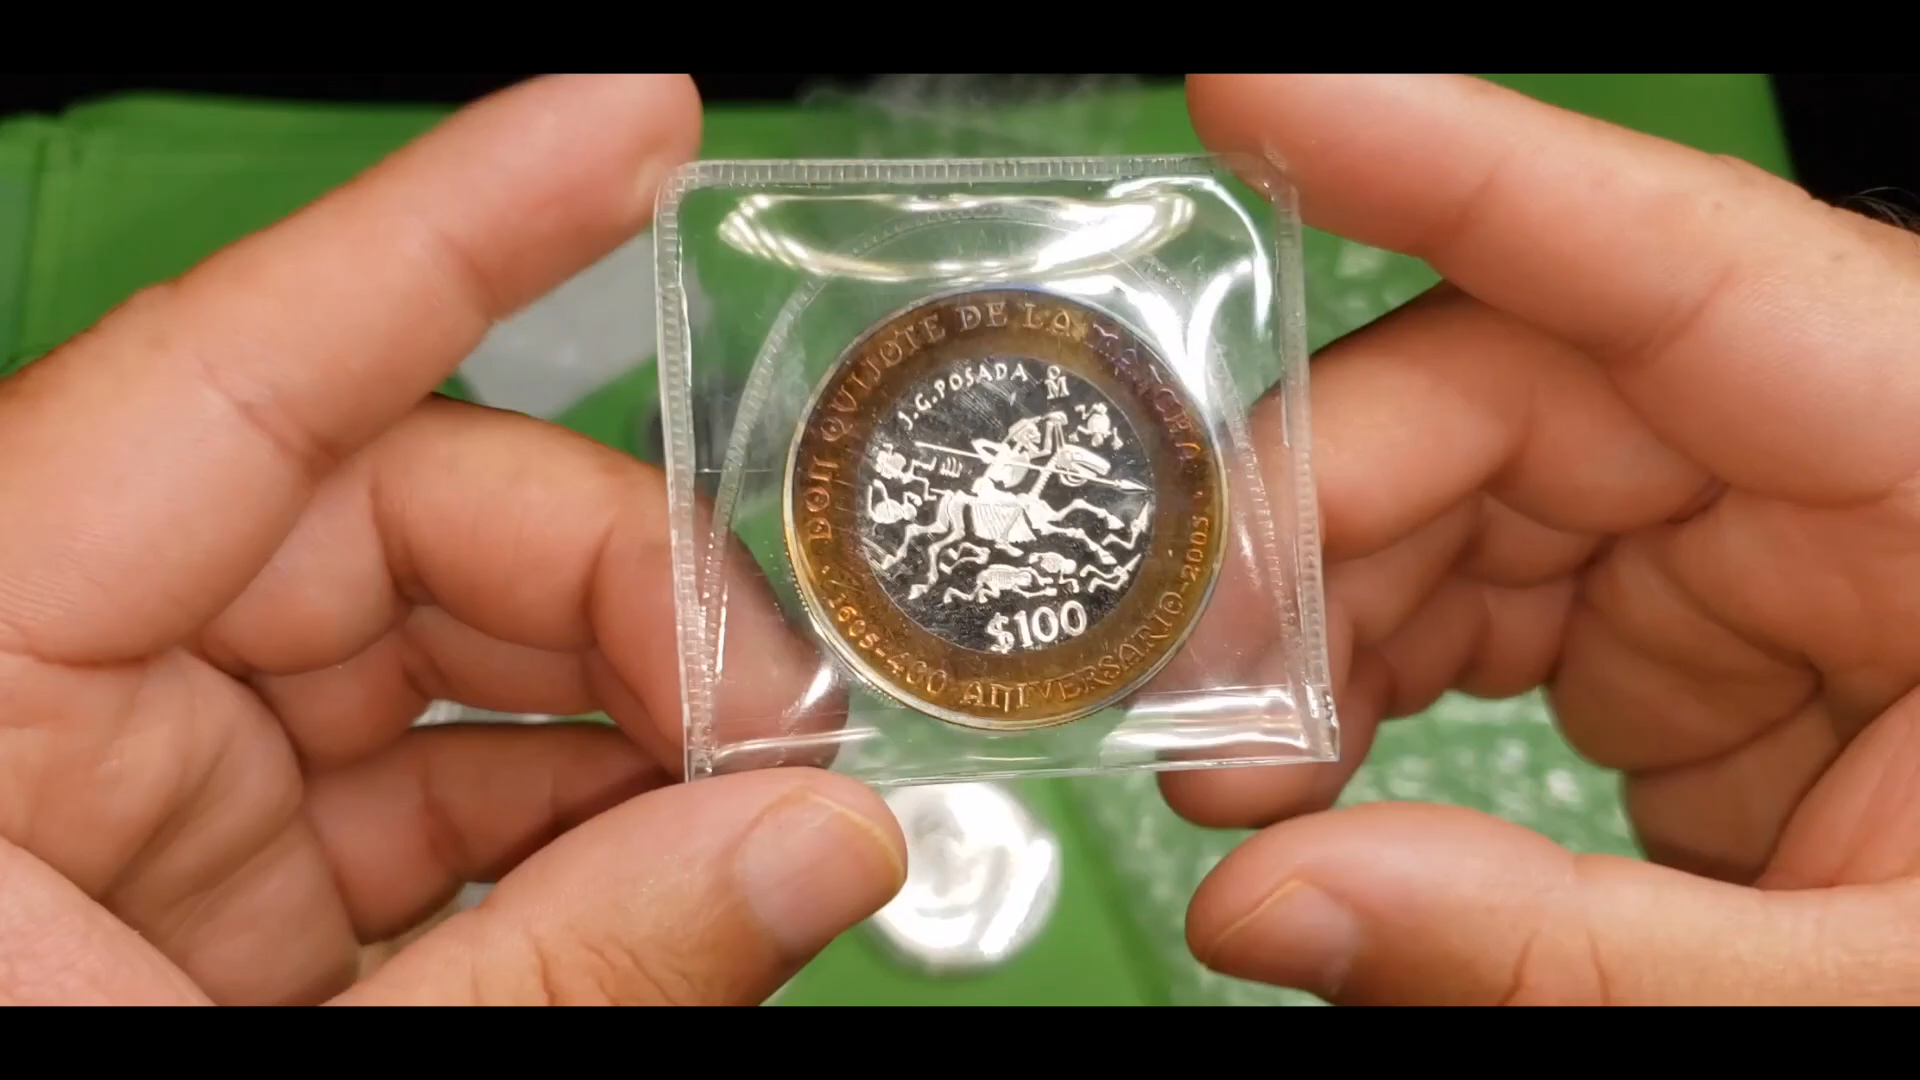 DON QUIJOTE DE LA MANCHA
J.G. POSADA
Mo
$100
· 1605-400 ANIVERSARIO-2005 ·